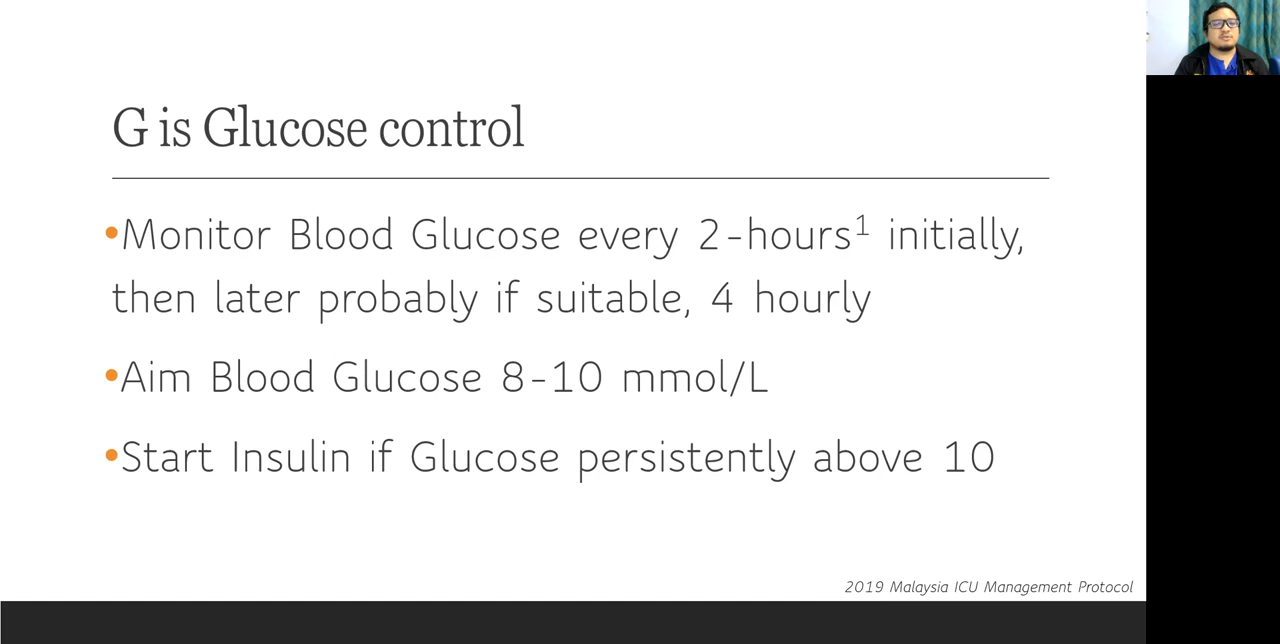 G is Glucose control
•Monitor Blood Glucose every 2-hours¹ initially,
then later probably if suitable, 4 hourly
•Aim Blood Glucose 8-10 mmol/L
•Start Insulin if Glucose persistently above 10
2019 Malaysia ICU Management Protocol